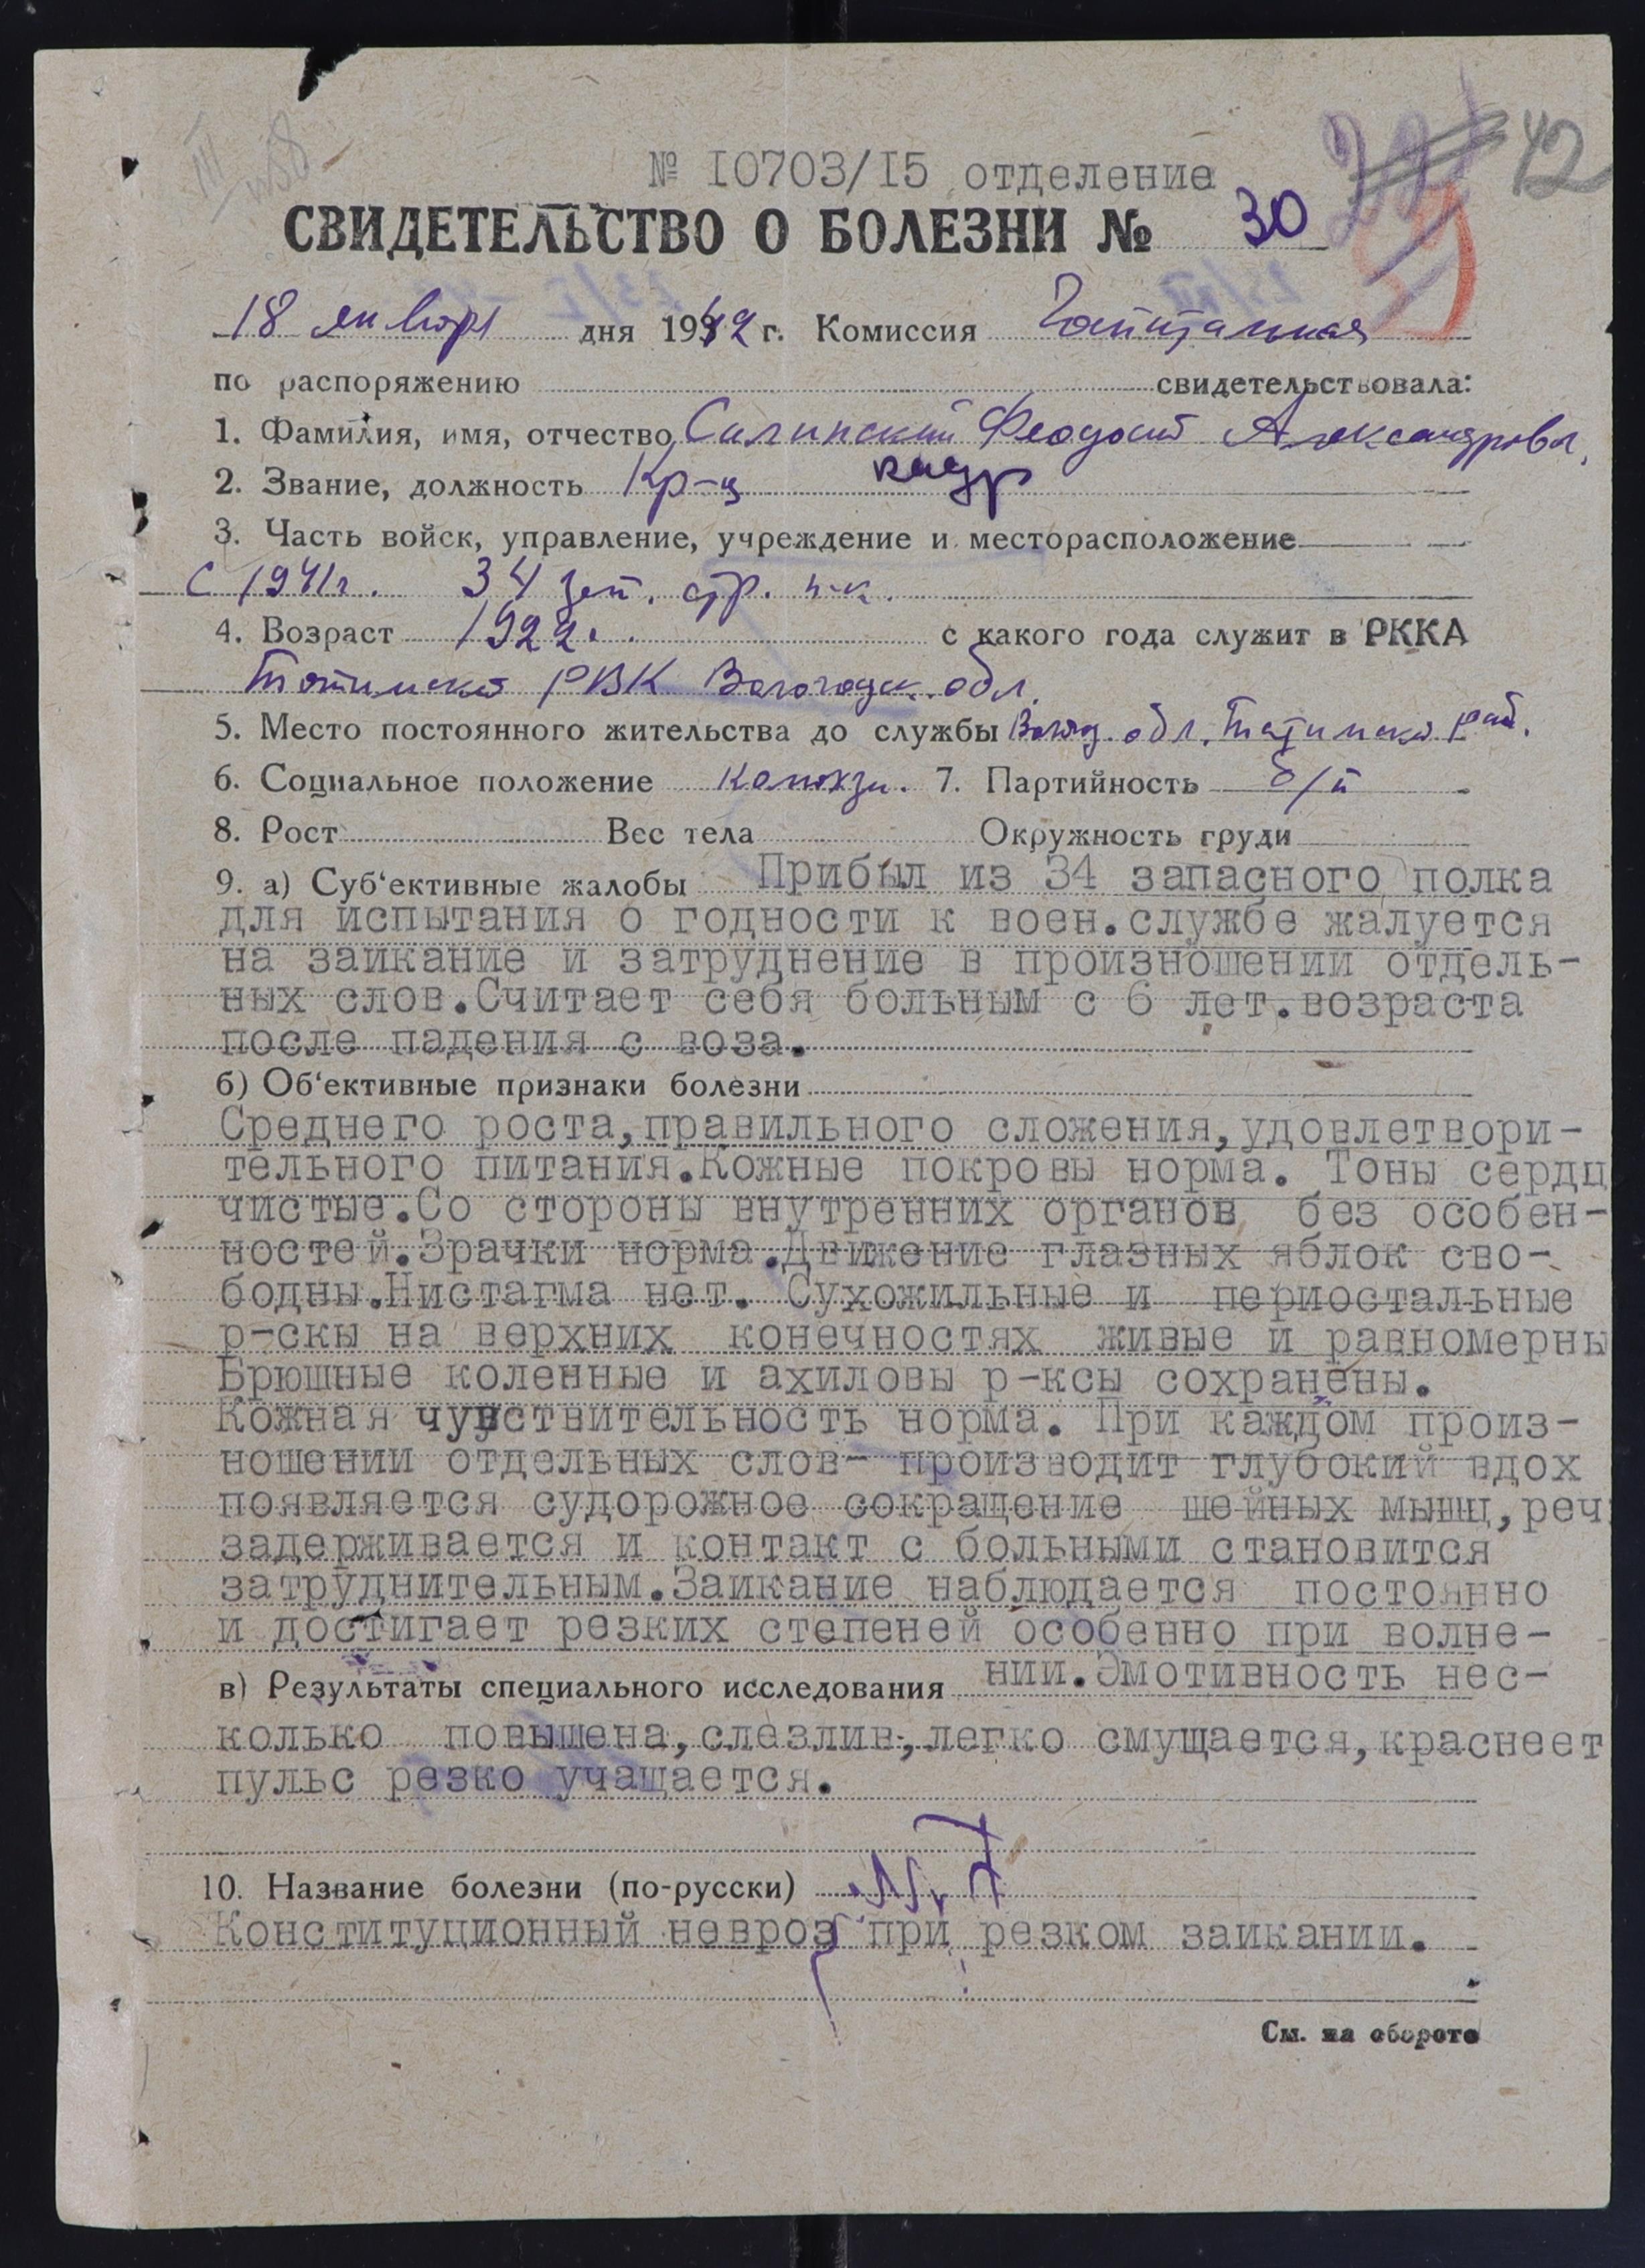 № 10703/15 отделение
42
СВИДЕТЕЛЬСТВО О БОЛЕЗНИ № 30
18 января дня 1942 г. Комиссия Госпитальная
по распоряжению свидетельствовала:
1. Фамилия, имя, отчество Салинский Феодосий Александров.
2. Звание, должность Кр-ц кадр
3. Часть войск, управление, учреждение и месторасположение
с 1941г. 34 зап. стр. п-к.
4. Возраст 1922. с какого года служит в РККА
Тотимско РВК Вологодск. обл.
5. Место постоянного жительства до службы Волог. обл. Тотимско рай.
6. Социальное положение колхозн. 7. Партийность б/п
8. Рост Вес тела Окружность груди
9. а) Суб‘ективные жалобы Прибыл из 34 запасного полка
для испытания о годности к воен.службе жалуется
на заикание и затруднение в произношении отдель-
ных слов.Считает себя больным с 6 лет.возраста
после падения с воза.
б) Об‘ективные признаки болезни
Среднего роста,правильного сложения,удовлетвори-
тельного питания.Кожные покровы норма. Тоны сердц
чистые.Со стороны внутренних органов без особен-
ностей.Зрачки норма.Движение глазных яблок сво-
бодны.Нистагма нет. Сухожильные и периостальные
р-скы на верхних конечностях живые и равномерны
Брюшные коленные и ахиловы р-ксы сохранены.
Кожная чувствительность норма. При каждом произ-
ношении отдельных слов- производит глубокий вдох
появляется судорожное сокращение шейных мышц,реч
задерживается и контакт с больными становится
затруднительным.Заикание наблюдается постоянно
и достигает резких степеней особенно при волне-
в) Результаты специального исследования нии.Эмотивность нес-
колько повышена,слезлив,легко смущается,краснеет
пульс резко учащается.
10. Название болезни (по-русски)
Конституционный невроз при резком заикании.
См. на обороте